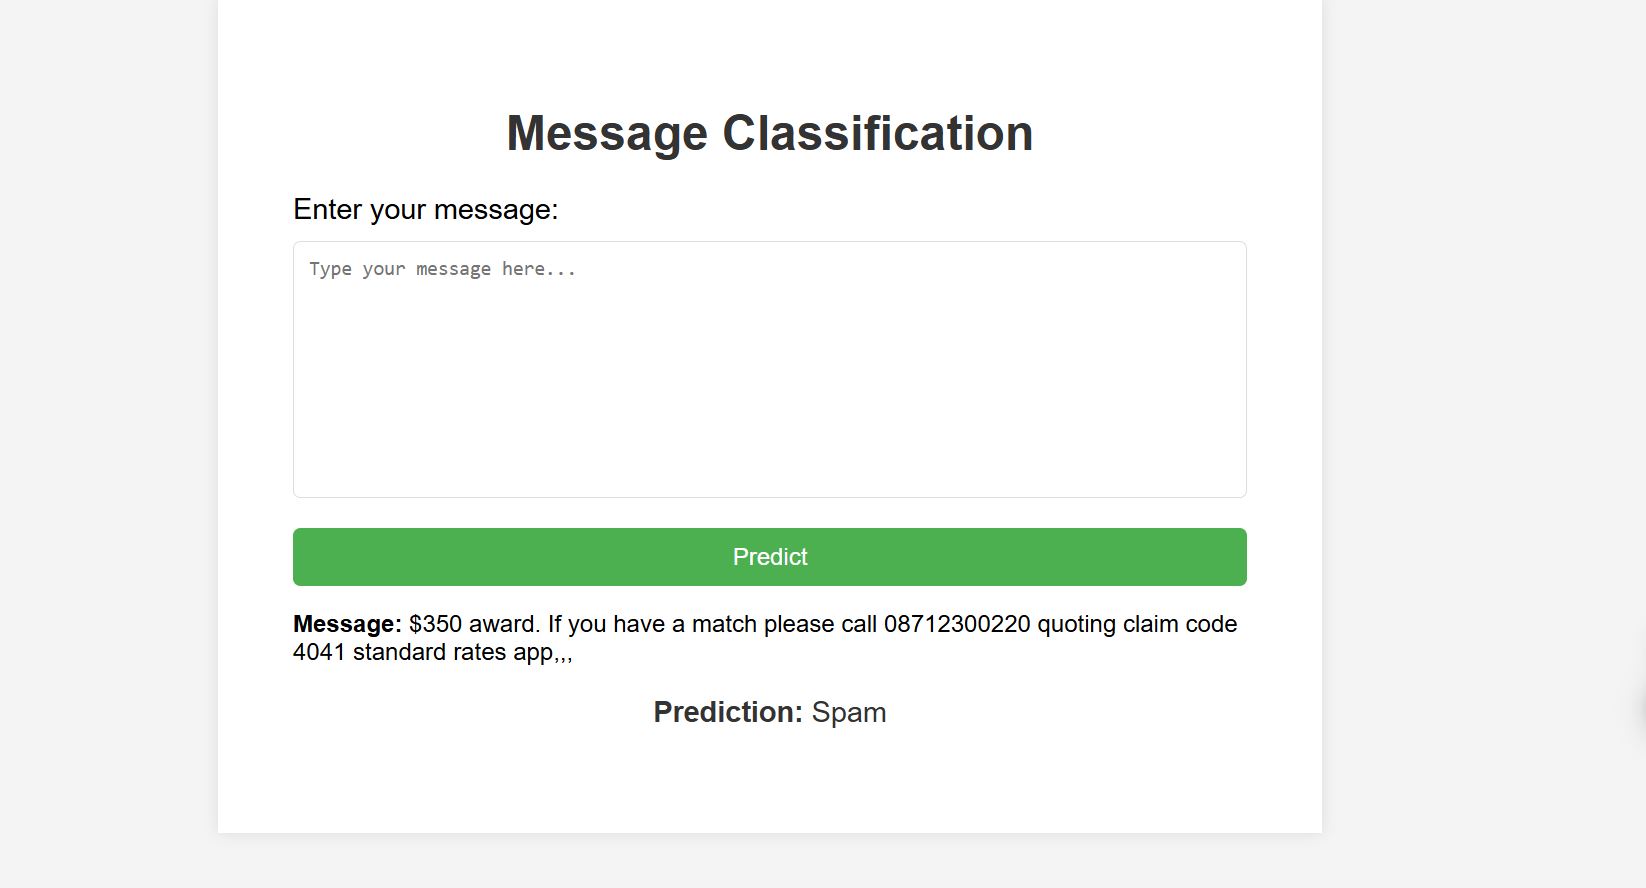 Message Classification
Enter your message:
Type your message here...
Predict
Message: $350 award. If you have a match please call 08712300220 quoting claim code
4041 standard rates app,,,
Prediction: Spam